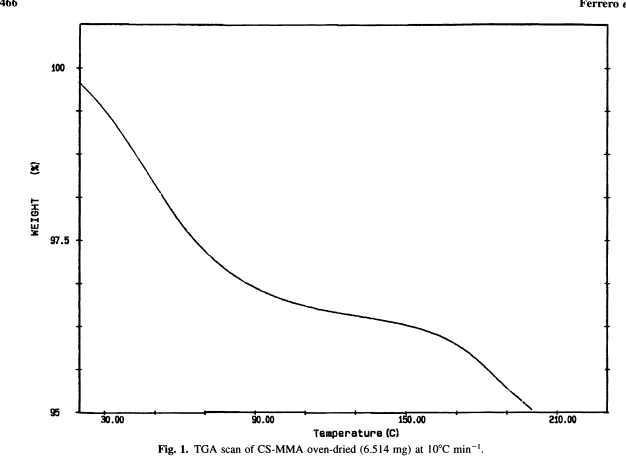 466
Ferrero e
100
97.5
95
WEIGHT (%)
30.00 90.00 150.00 210.00
Temperature (C)
Fig. 1. TGA scan of CS-MMA oven-dried (6.514 mg) at 10°C min⁻¹.